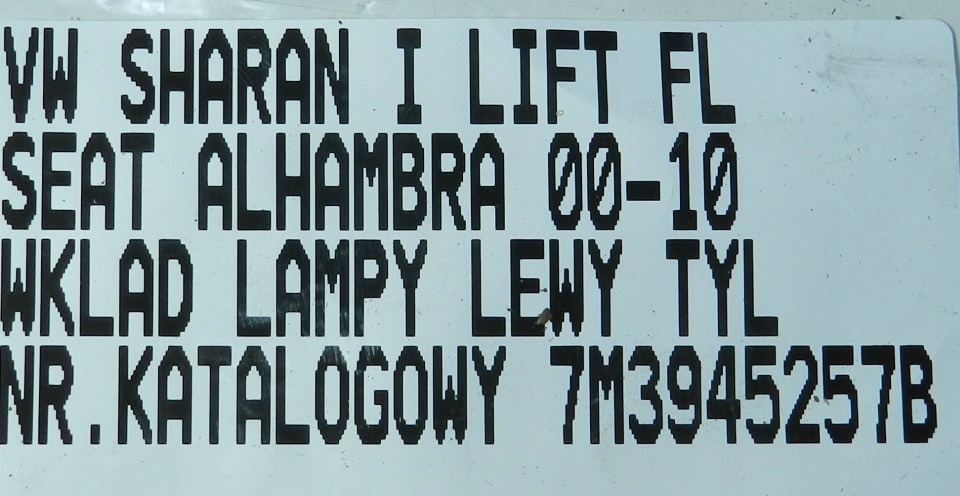 VW SHARAN I LIFT FL
SEAT ALHAMBRA 00-10
WKLAD LAMPY LEWY TYL
NR.KATALOGOWY 7M3945257B